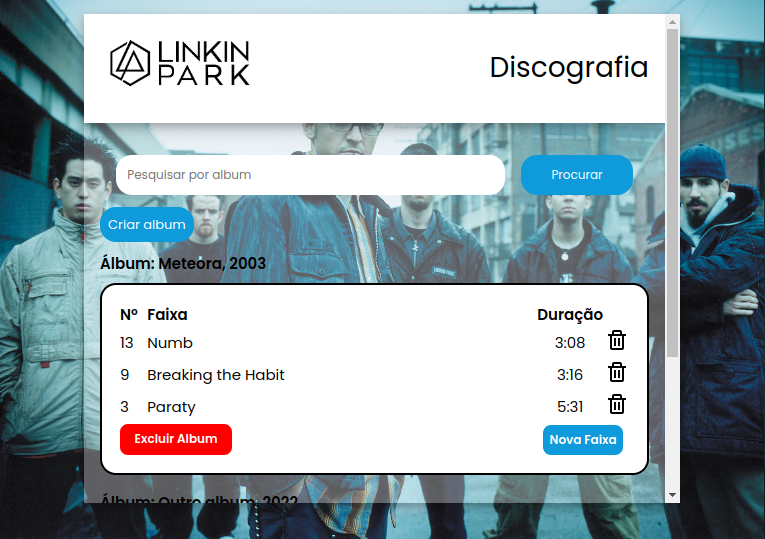 LINKIN
PARK
Discografia
Pesquisar por album
Procurar
Criar album
Álbum: Meteora, 2003
Nº Faixa Duração
13 Numb 3:08
9 Breaking the Habit 3:16
3 Paraty 5:31
Excluir Album Nova Faixa
Álbum: Outro album, 2022